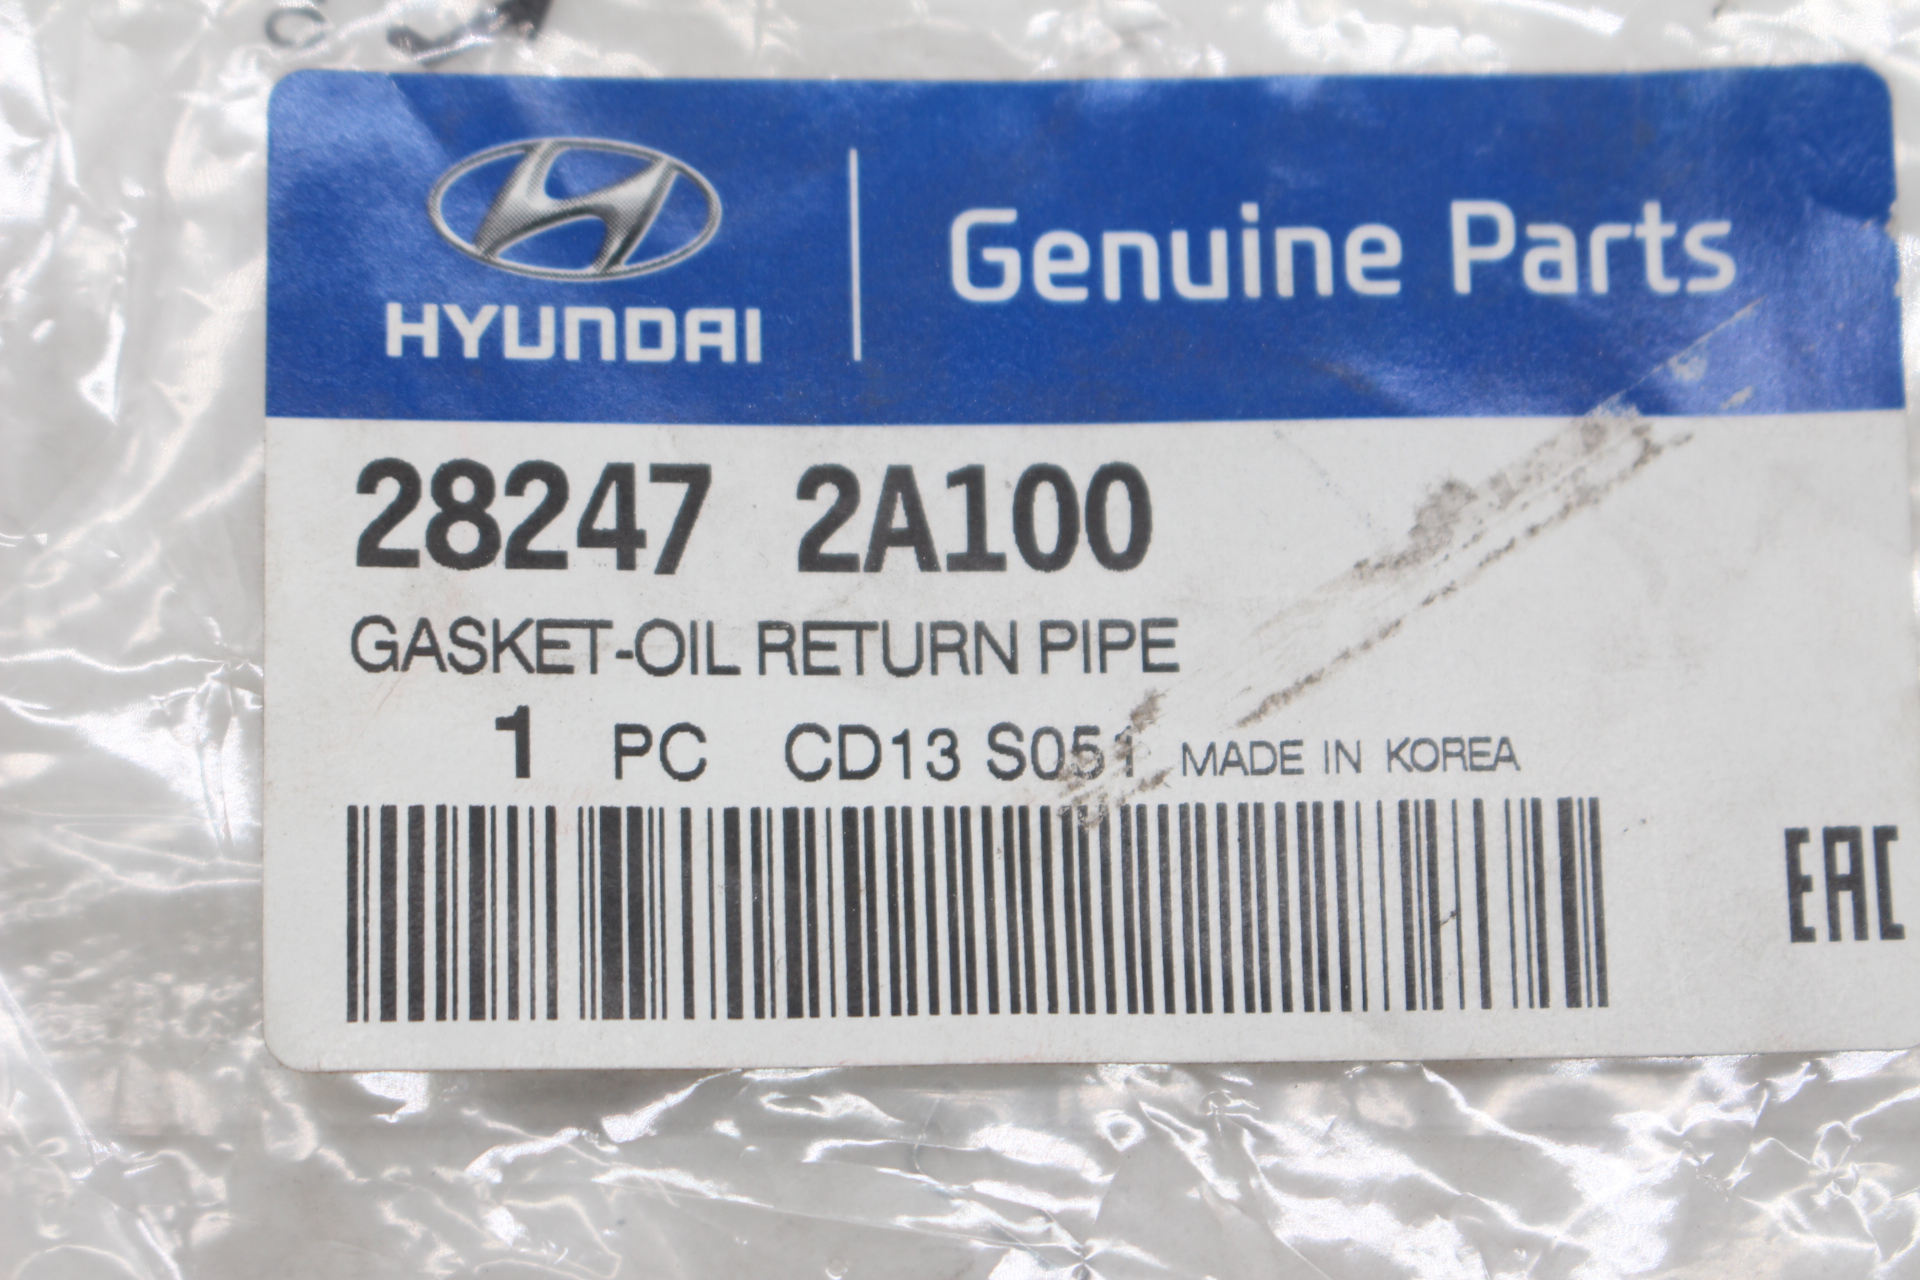 HYUNDAI
Genuine Parts
28247 2A100
GASKET-OIL RETURN PIPE
1 PC CD13 S051 MADE IN KOREA
EAC